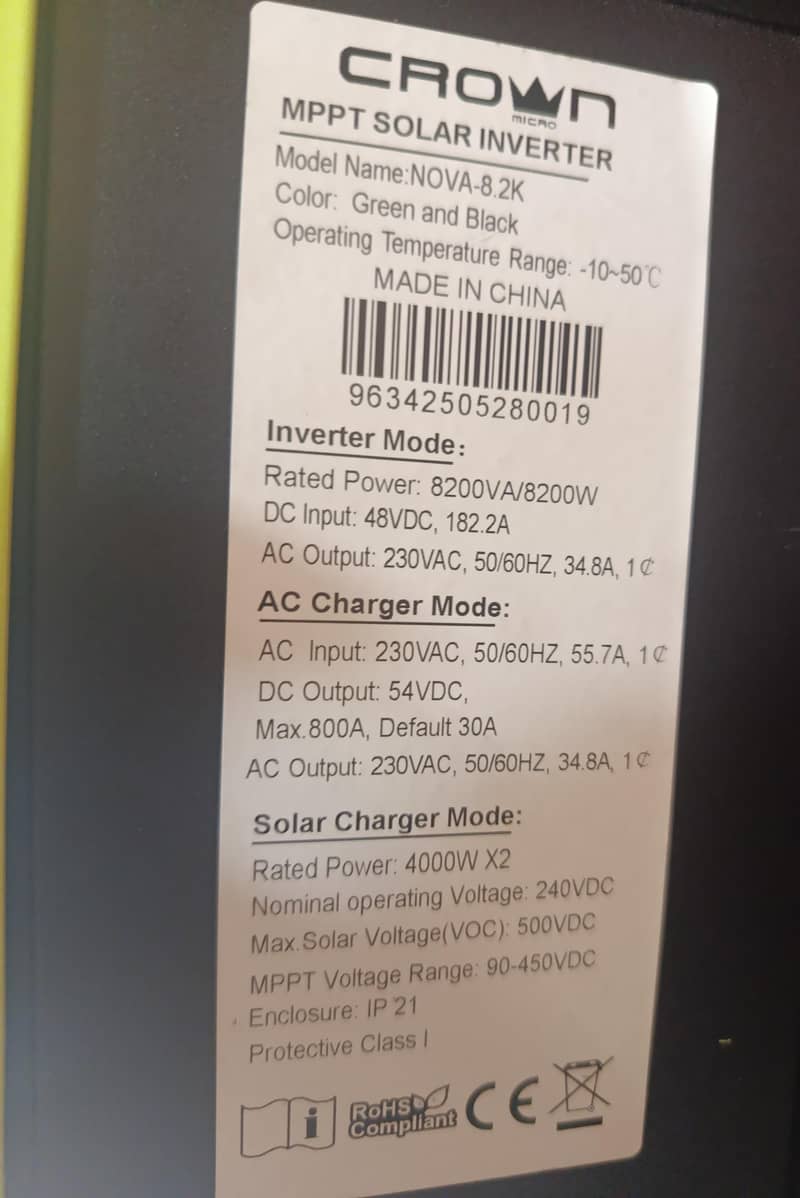 CROWN
MICRO
MPPT SOLAR INVERTER
Model Name:NOVA-8.2K
Color: Green and Black
Operating Temperature Range: -10~50℃
MADE IN CHINA
96342505280019
Inverter Mode:
Rated Power: 8200VA/8200W
DC Input: 48VDC, 182.2A
AC Output: 230VAC, 50/60HZ, 34.8A, 1¢
AC Charger Mode:
AC Input: 230VAC, 50/60HZ, 55.7A, 1¢
DC Output: 54VDC,
Max.800A, Default 30A
AC Output: 230VAC, 50/60HZ, 34.8A, 1¢
Solar Charger Mode:
Rated Power: 4000W X2
Nominal operating Voltage: 240VDC
Max.Solar Voltage(VOC): 500VDC
MPPT Voltage Range: 90-450VDC
Enclosure: IP 21
Protective Class I
i
RoHS
Compliant
CE